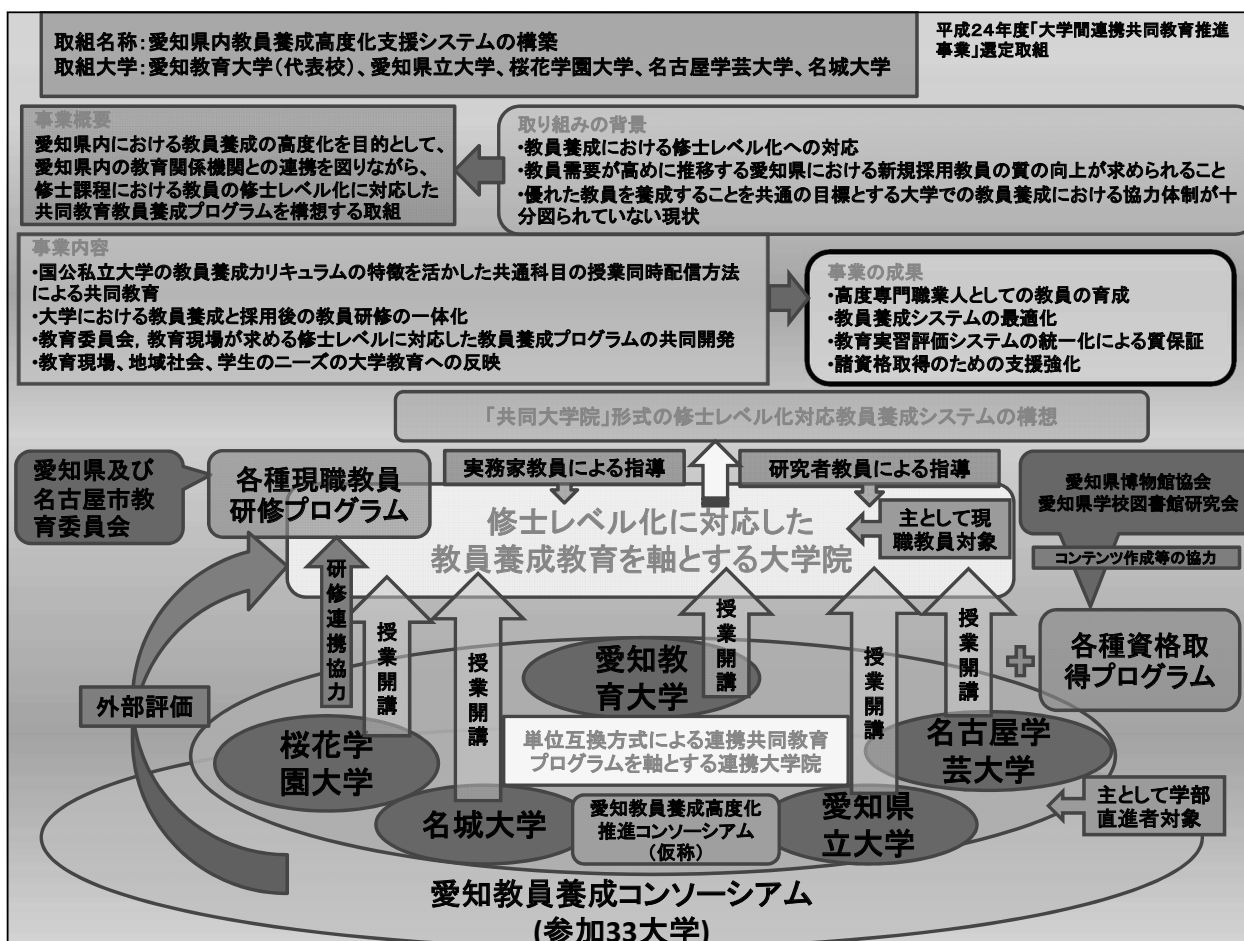 取組名称：愛知県内教員養成高度化支援システムの構築
取組大学：愛知教育大学（代表校）、愛知県立大学、桜花学園大学、名古屋学芸大学、名城大学
平成２４年度「大学間連携共同教育推進
事業」選定取組
事業概要
愛知県内における教員養成の高度化を目的として、
愛知県内の教育関係機関との連携を図りながら、
修士課程における教員の修士レベル化に対応した
共同教育教員養成プログラムを構想する取組
取り組みの背景
・教員養成における修士レベル化への対応
・教員需要が高めに推移する愛知県における新規採用教員の質の向上が求められること
・優れた教員を養成することを共通の目標とする大学での教員養成における協力体制が十
分図られていない現状
事業内容
・国公私立大学の教員養成カリキュラムの特徴を活かした共通科目の授業同時配信方法
による共同教育
・大学における教員養成と採用後の教員研修の一体化
・教育委員会，教育現場が求める修士レベルに対応した教員養成プログラムの共同開発
・教育現場、地域社会、学生のニーズの大学教育への反映
事業の成果
・高度専門職業人としての教員の育成
・教員養成システムの最適化
・教育実習評価システムの統一化による質保証
・諸資格取得のための支援強化
「共同大学院」形式の修士レベル化対応教員養成システムの構想
愛知県及び
名古屋市教
育委員会
各種現職教員
研修プログラム
実務家教員による指導
研究者教員による指導
愛知県博物館協会
愛知県学校図書館研究会
修士レベル化に対応した
教員養成教育を軸とする大学院
主として現
職教員対象
コンテンツ作成等の協力
研修連携協力
授業開講
授業開講
授業開講
授業開講
授業開講
各種資格取
得プログラム
外部評価
愛知教
育大学
桜花学
園大学
単位互換方式による連携共同教育
プログラムを軸とする連携大学院
名古屋学
芸大学
名城大学
愛知教員養成高度化
推進コンソーシアム
（仮称）
愛知県
立大学
主として学部
直進者対象
愛知教員養成コンソーシアム
(参加33大学)